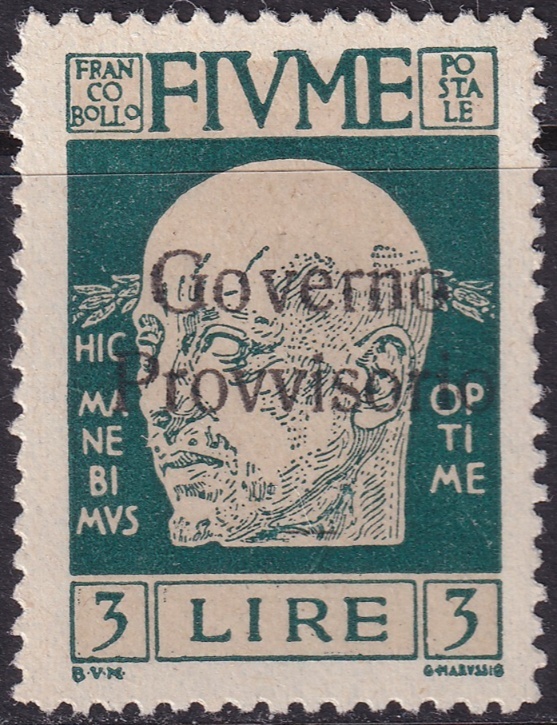 FRAN
CO
BOLLO
FIVME
PO
STA
LE
Governo
Provvisorio
HIC
MA
NE
BI
MVS
OP
TI
ME
3 LIRE 3
B.V.M. G.MARVSSIG